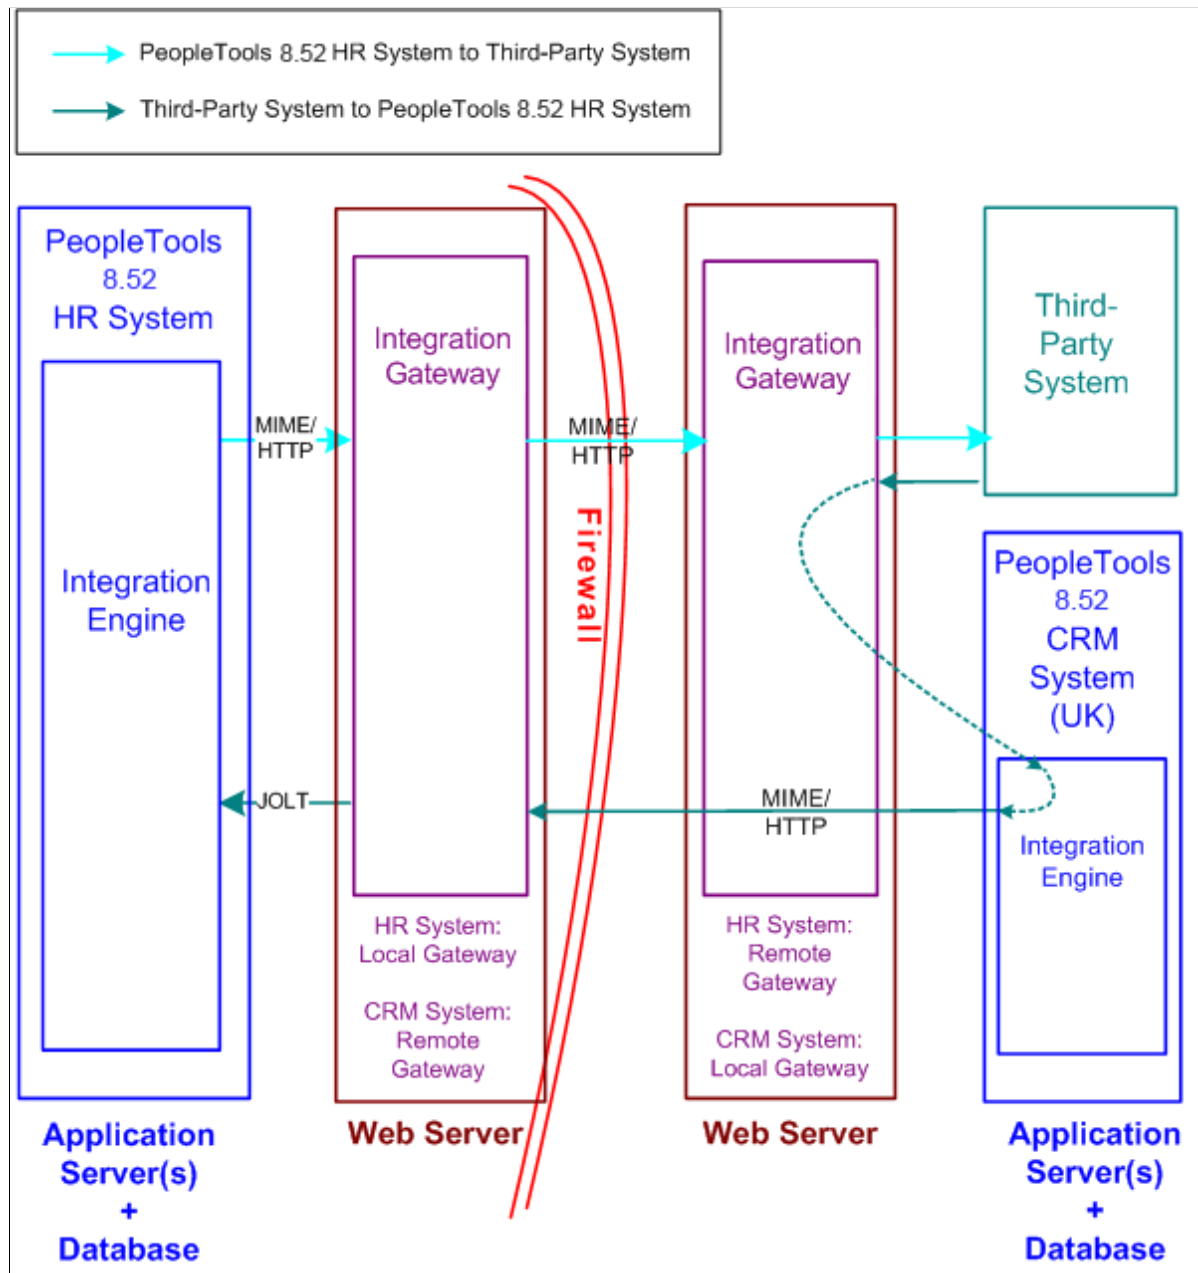 PeopleTools 8.52 HR System to Third-Party System
Third-Party System to PeopleTools 8.52 HR System
PeopleTools
8.52
HR System
Integration
Engine
MIME/
HTTP
JOLT
Integration
Gateway
HR System:
Local Gateway
CRM System:
Remote
Gateway
MIME/
HTTP
Firewall
Integration
Gateway
MIME/
HTTP
HR System:
Remote
Gateway
CRM System:
Local Gateway
Third-
Party
System
PeopleTools
8.52
CRM
System
(UK)
Integration
Engine
Application
Server(s)
+
Database
Web Server
Web Server
Application
Server(s)
+
Database